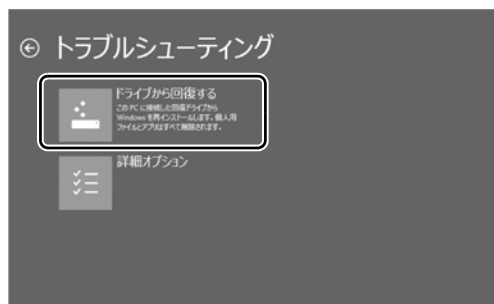 トラブルシューティング
ドライブから回復する
この PC に接続した回復ドライブから
Windows を再インストールします。個人用
ファイルとアプリはすべて削除されます。
詳細オプション